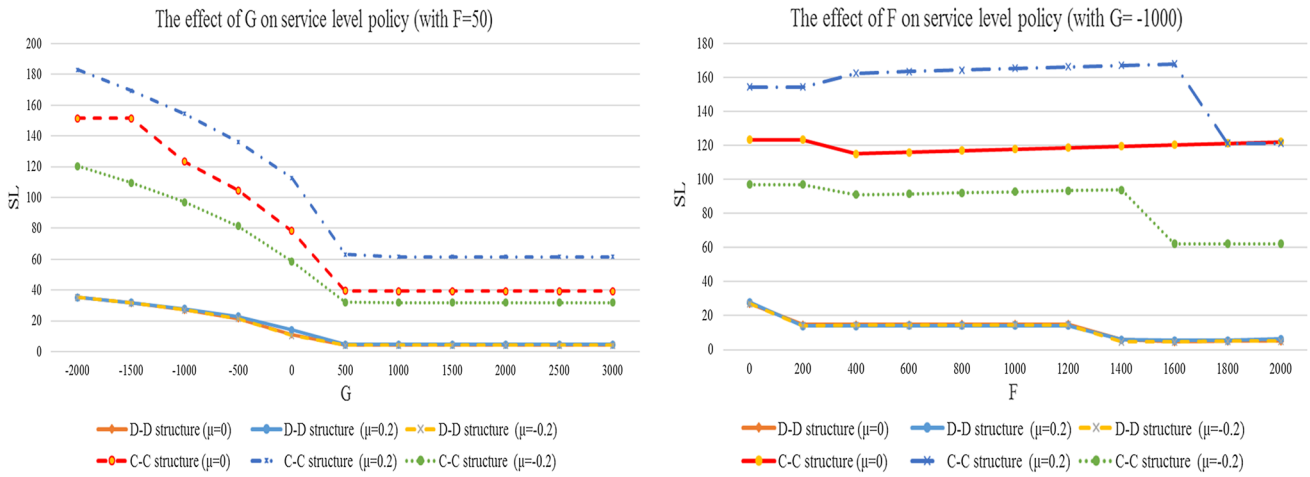 The effect of G on service level policy (with F=50)
200
180
160
140
120
100
80
60
40
20
0
SL
-2000 -1500 -1000 -500 0 500 1000 1500 2000 2500 3000
G
D-D structure (μ=0) D-D structure (μ=0.2) D-D structure (μ=-0.2)
C-C structure (μ=0) C-C structure (μ=0.2) C-C structure (μ=-0.2)
The effect of F on service level policy (with G= -1000)
180
160
140
120
100
80
60
40
20
0
SL
0 200 400 600 800 1000 1200 1400 1600 1800 2000
F
D-D structure (μ=0) D-D structure (μ=0.2) D-D structure (μ=-0.2)
C-C structure (μ=0) C-C structure (μ=0.2) C-C structure (μ=-0.2)